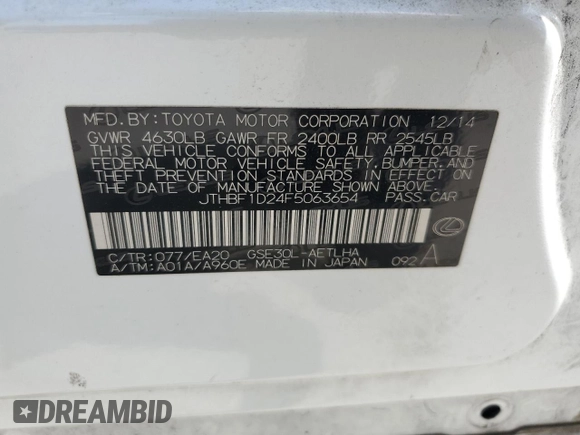 MFD.BY:TOYOTA MOTOR CORPORATION 12/14
GVWR 4630LB GAWR FR 2400LB RR 2545LB
THIS VEHICLE CONFORMS TO ALL APPLICABLE
FEDERAL MOTOR VEHICLE SAFETY,BUMPER,AND
THEFT PREVENTION STANDARDS IN EFFECT ON
THE DATE OF MANUFACTURE SHOWN ABOVE.
JTHBF1D24F5063654 PASS.CAR
C/TR:077/EA20 GSE30L-AETLHA
A/TM:A01A/A960E MADE IN JAPAN 092 A
DREAMBID